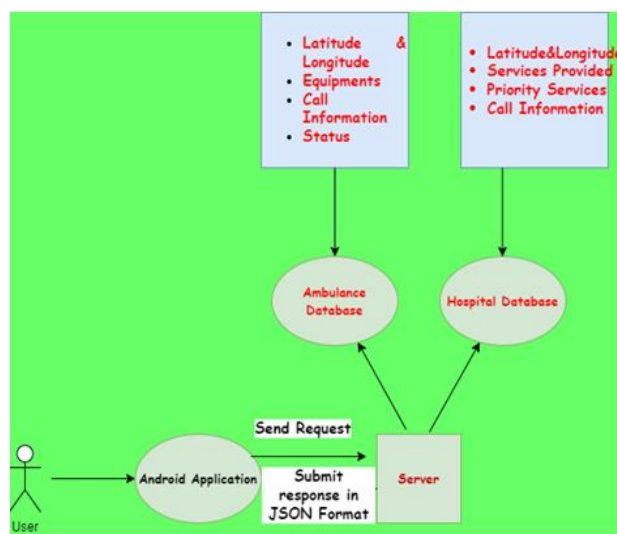 Latitude &
Longitude
Equipments
Call
Information
Status
Latitude&Longitude
Services Provided
Priority Services
Call Information
Ambulance
Database
Hospital Database
Send Request
Android Application
Submit
response in
JSON Format
Server
User